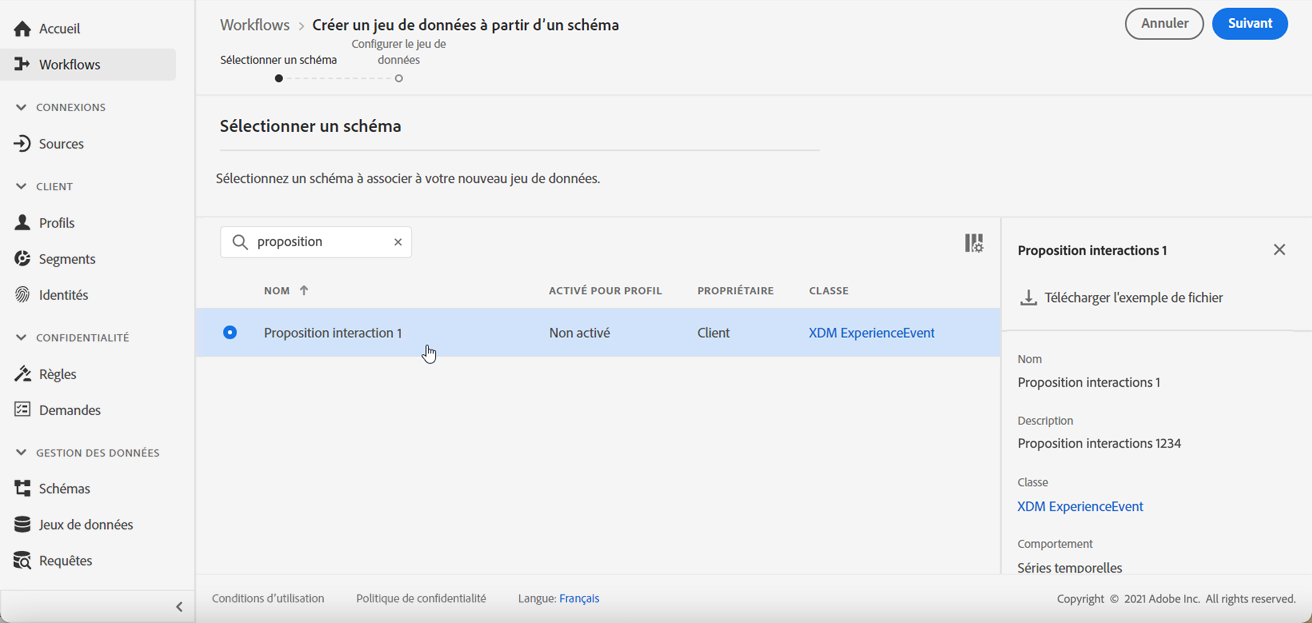 Accueil
Workflows
CONNEXIONS
Sources
CLIENT
Profils
Segments
Identités
CONFIDENTIALITÉ
Règles
Demandes
GESTION DES DONNÉES
Schémas
Jeux de données
Requêtes
Workflows > Créer un jeu de données à partir d’un schéma
Annuler
Suivant
Sélectionner un schéma
Configurer le jeu de
données
Sélectionner un schéma
Sélectionnez un schéma à associer à votre nouveau jeu de données.
proposition
NOM ACTIVÉ POUR PROFIL PROPRIÉTAIRE CLASSE
Proposition interaction 1 Non activé Client XDM ExperienceEvent
Proposition interactions 1
Télécharger l'exemple de fichier
Nom
Proposition interactions 1
Description
Proposition interactions 1234
Classe
XDM ExperienceEvent
Comportement
Séries temporelles
Conditions d’utilisation Politique de confidentialité Langue: Français Copyright © 2021 Adobe Inc. All rights reserved.